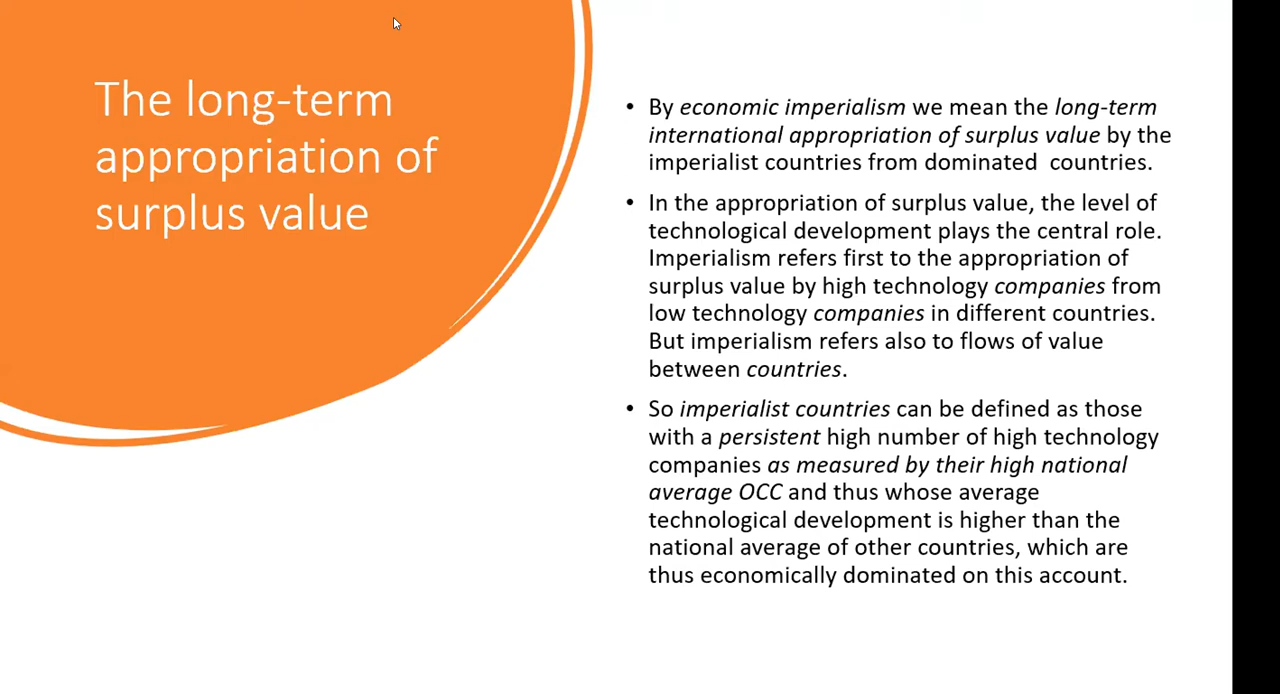 The long-term
appropriation of
surplus value
• By economic imperialism we mean the long-term
international appropriation of surplus value by the
imperialist countries from dominated  countries.
• In the appropriation of surplus value, the level of
technological development plays the central role.
Imperialism refers first to the appropriation of
surplus value by high technology companies from
low technology companies in different countries.
But imperialism refers also to flows of value
between countries.
• So imperialist countries can be defined as those
with a persistent high number of high technology
companies as measured by their high national
average OCC and thus whose average
technological development is higher than the
national average of other countries, which are
thus economically dominated on this account.